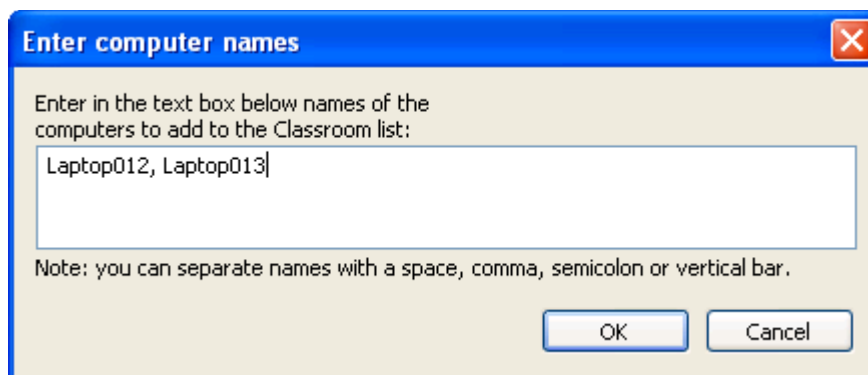 Enter computer names
Enter in the text box below names of the
computers to add to the Classroom list:
Laptop012, Laptop013
Note: you can separate names with a space, comma, semicolon or vertical bar.
OK
Cancel